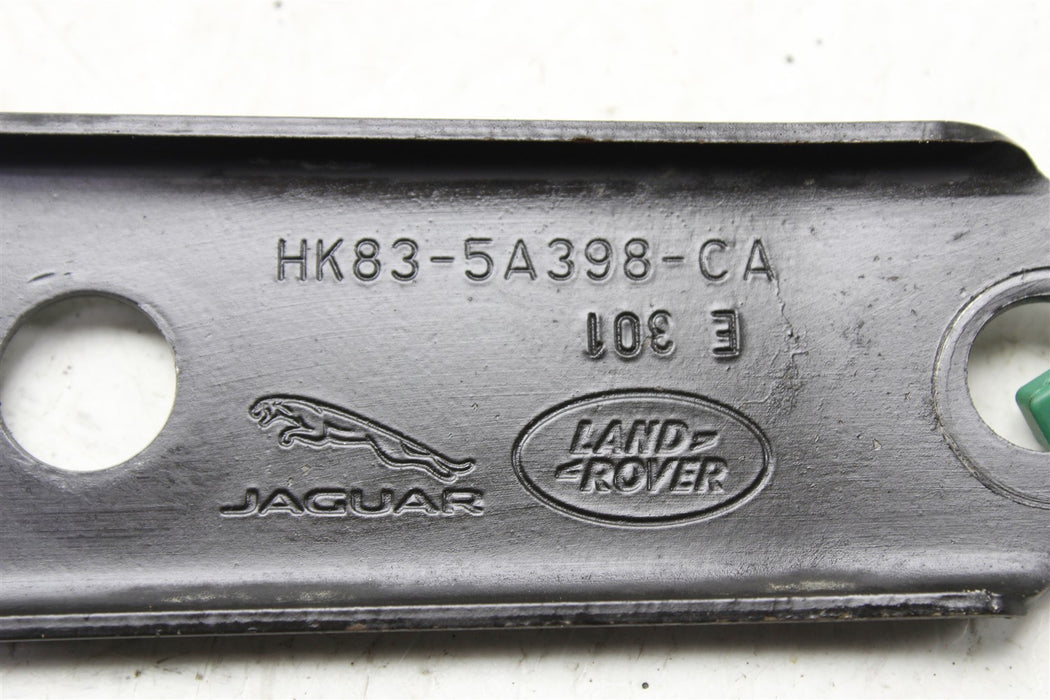 HK83-5A398-CA
E 301
JAGUAR
LAND
ROVER